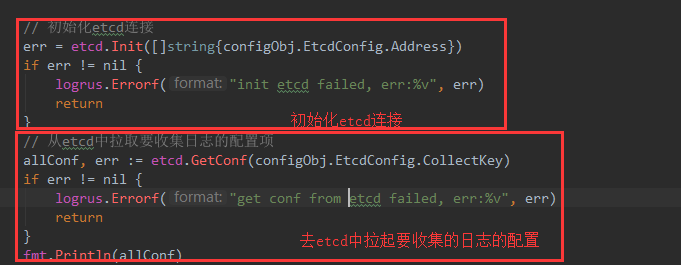 // 初始化etcd连接
err = etcd.Init([]string{configObj.EtcdConfig.Address})
if err != nil {
logrus.Errorf( format: "init etcd failed, err:%v", err)
return
}
初始化etcd连接
// 从etcd中拉取要收集日志的配置项
allConf, err := etcd.GetConf(configObj.EtcdConfig.CollectKey)
if err != nil {
logrus.Errorf( format: "get conf from etcd failed, err:%v", err)
return
}
去etcd中拉起要收集的日志的配置
fmt.Println(allConf)